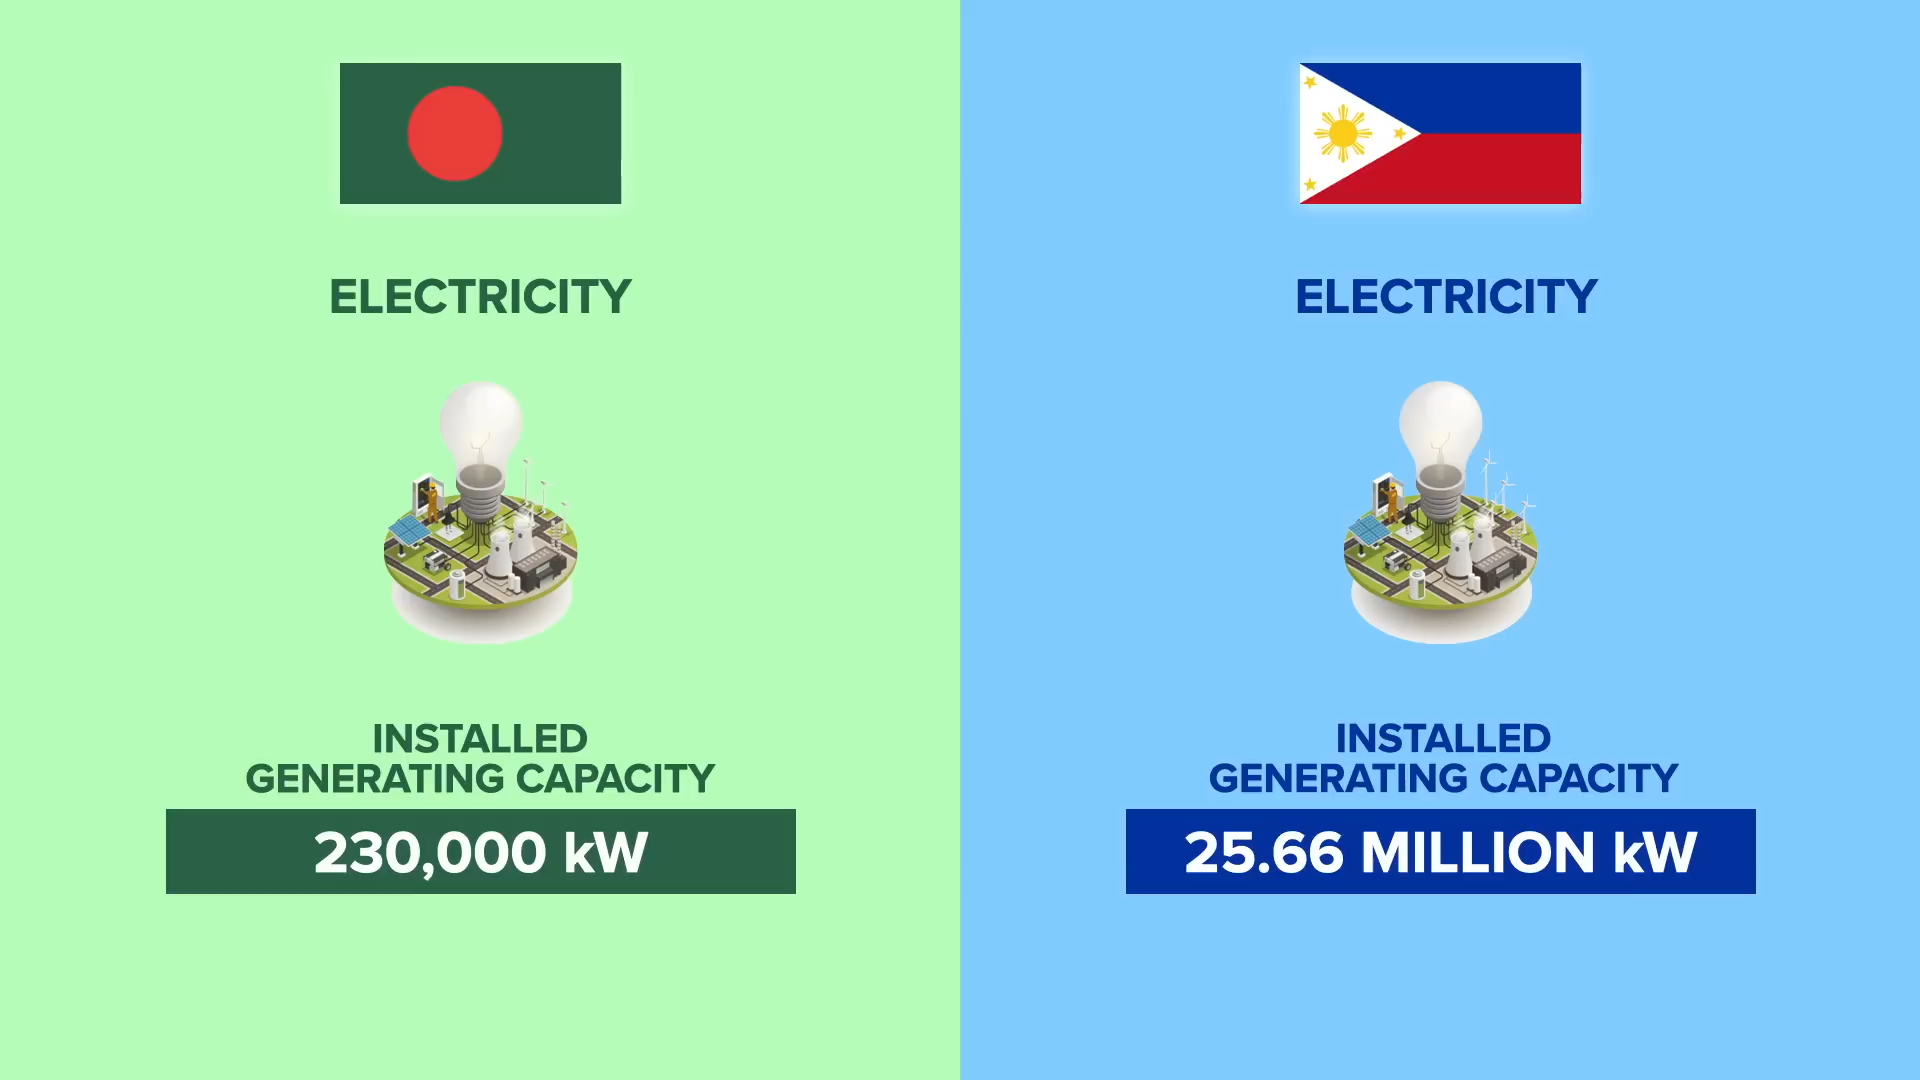 ELECTRICITY
INSTALLED
GENERATING CAPACITY
230,000 kW
ELECTRICITY
INSTALLED
GENERATING CAPACITY
25.66 MILLION kW